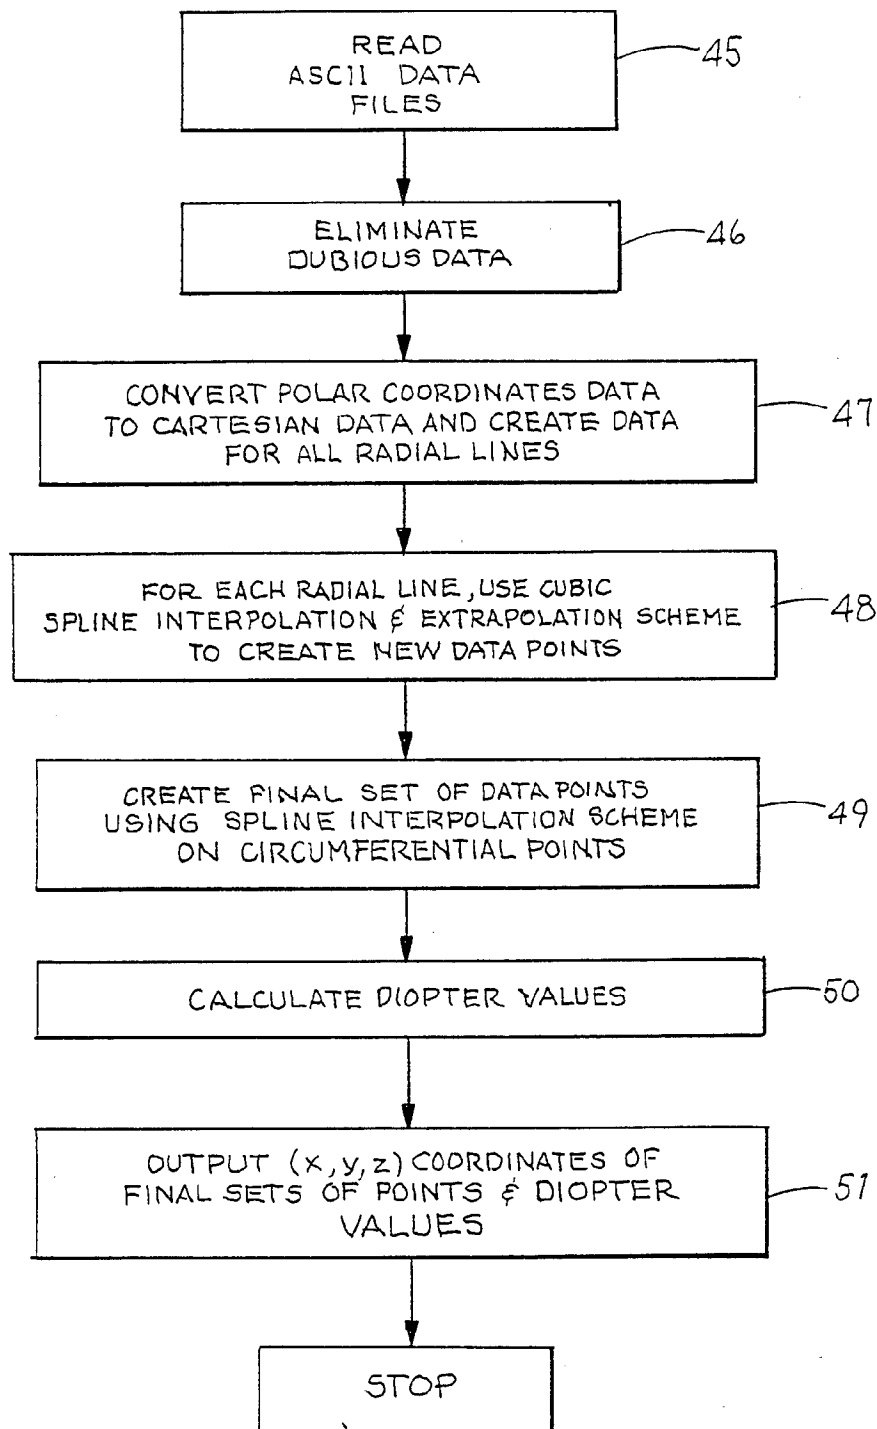 READ
ASCII DATA
FILES
45
ELIMINATE
DUBIOUS DATA
46
CONVERT POLAR COORDINATES DATA
TO CARTESIAN DATA AND CREATE DATA
FOR ALL RADIAL LINES
47
FOR EACH RADIAL LINE, USE CUBIC
SPLINE INTERPOLATION & EXTRAPOLATION SCHEME
TO CREATE NEW DATA POINTS
48
CREATE FINAL SET OF DATA POINTS
USING SPLINE INTERPOLATION SCHEME
ON CIRCUMFERENTIAL POINTS
49
CALCULATE DIOPTER VALUES
50
OUTPUT (x,y,z) COORDINATES OF
FINAL SETS OF POINTS & DIOPTER
VALUES
51
STOP